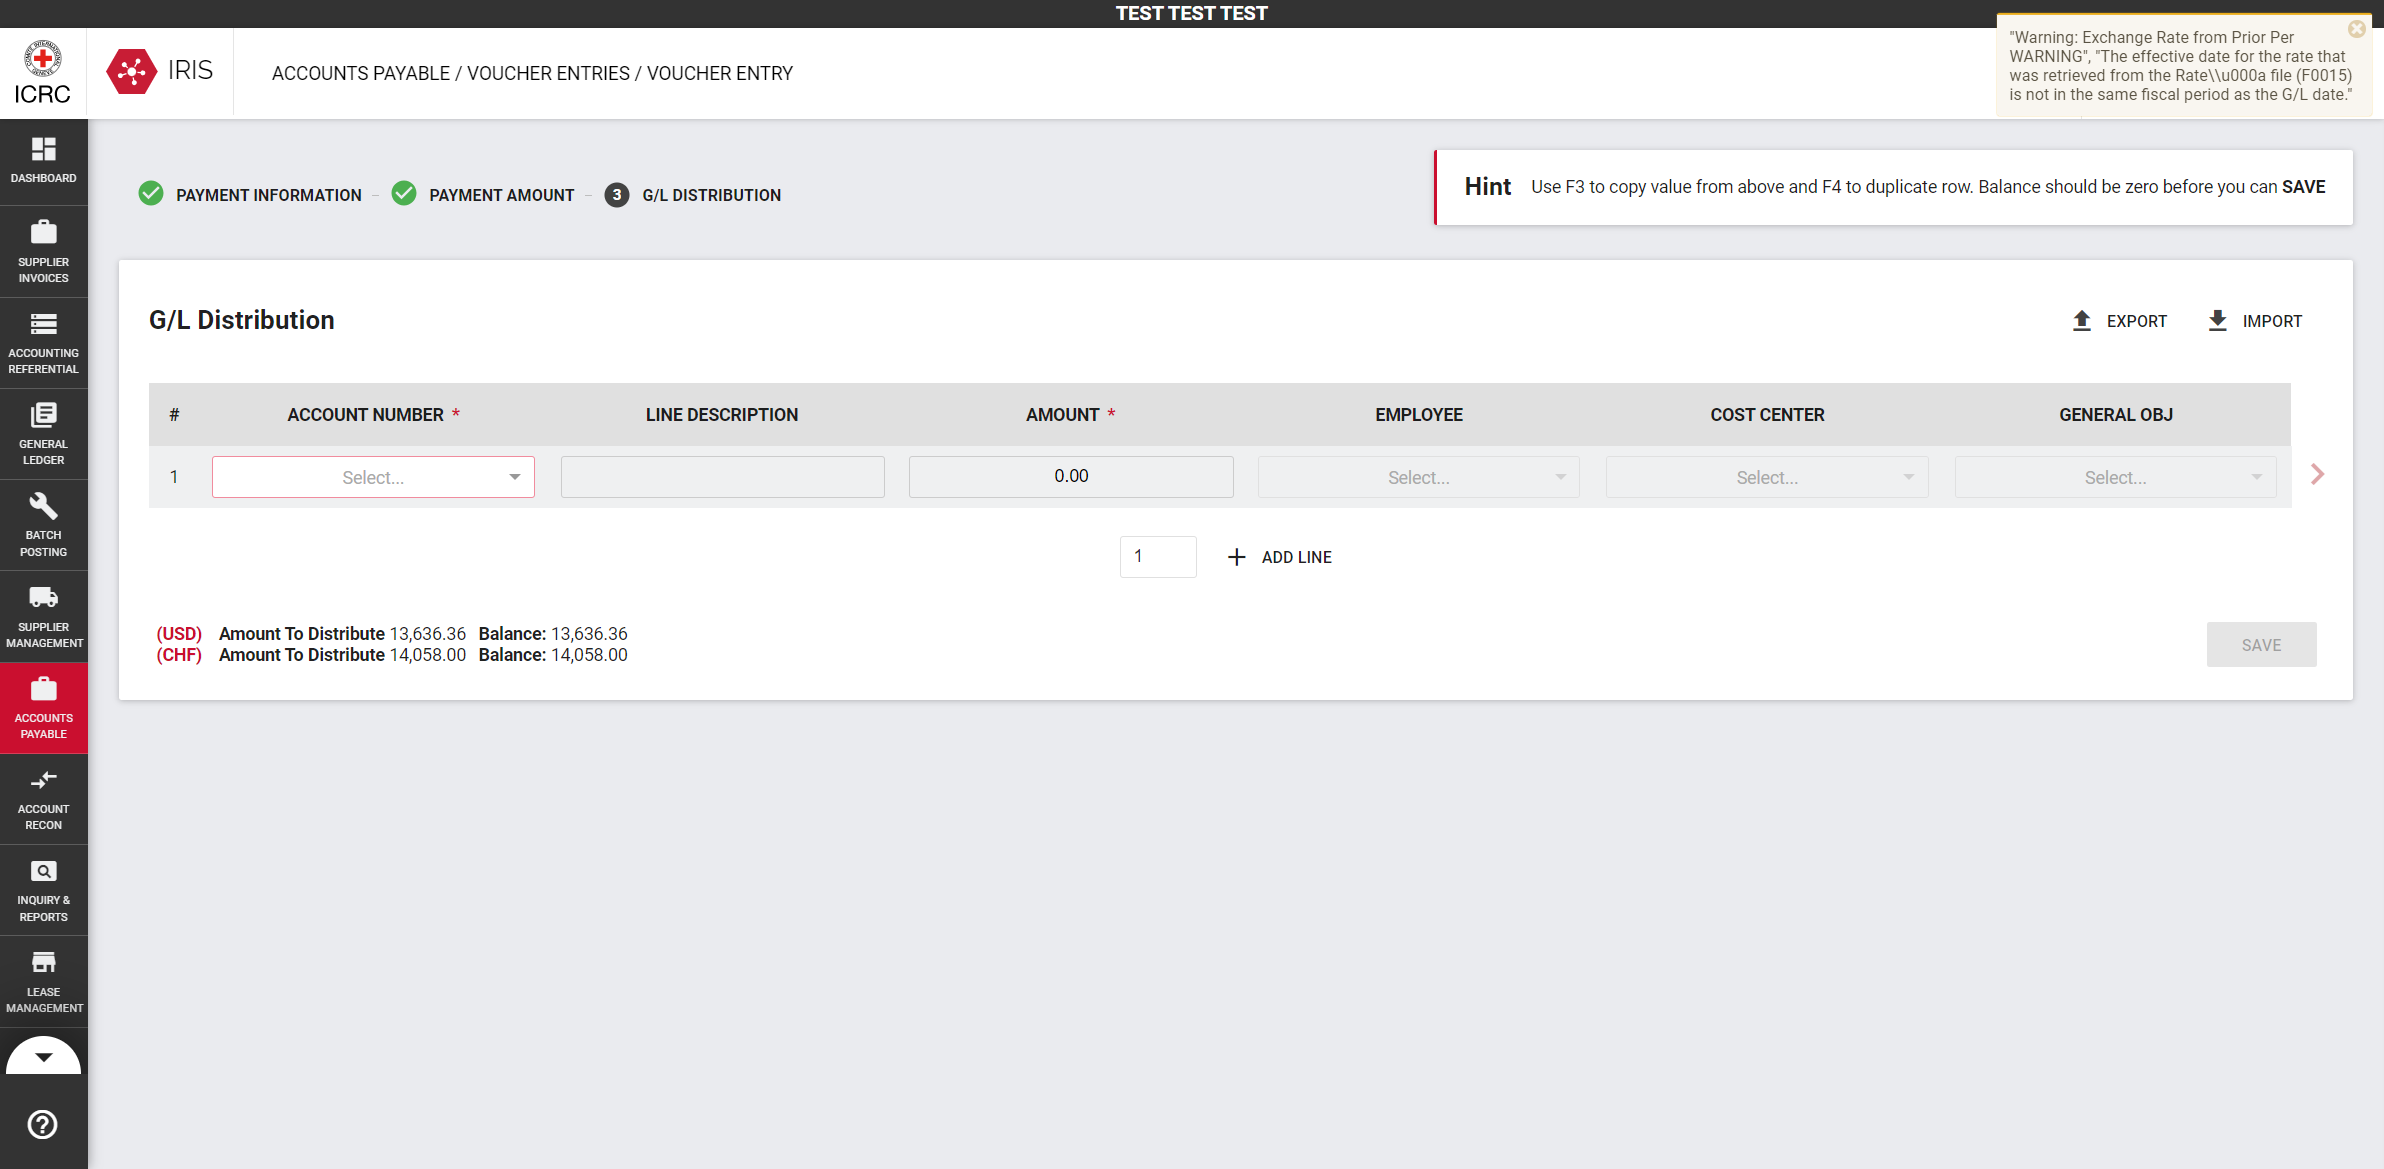 TEST TEST TEST
"Warning: Exchange Rate from Prior Per
WARNING", "The effective date for the rate that
was retrieved from the Rate\\u000a file (F0015)
is not in the same fiscal period as the G/L date."
ICRC
IRIS
ACCOUNTS PAYABLE / VOUCHER ENTRIES / VOUCHER ENTRY
DASHBOARD
SUPPLIER
INVOICES
ACCOUNTING
REFERENTIAL
GENERAL
LEDGER
BATCH
POSTING
SUPPLIER
MANAGEMENT
ACCOUNTS
PAYABLE
ACCOUNT
RECON
INQUIRY &
REPORTS
LEASE
MANAGEMENT
PAYMENT INFORMATION – PAYMENT AMOUNT – 3 G/L DISTRIBUTION
Hint Use F3 to copy value from above and F4 to duplicate row. Balance should be zero before you can SAVE
G/L Distribution
EXPORT IMPORT
# ACCOUNT NUMBER * LINE DESCRIPTION AMOUNT * EMPLOYEE COST CENTER GENERAL OBJ
1 Select... 0.00 Select... Select... Select...
1 + ADD LINE
(USD) Amount To Distribute 13,636.36 Balance: 13,636.36
(CHF) Amount To Distribute 14,058.00 Balance: 14,058.00
SAVE